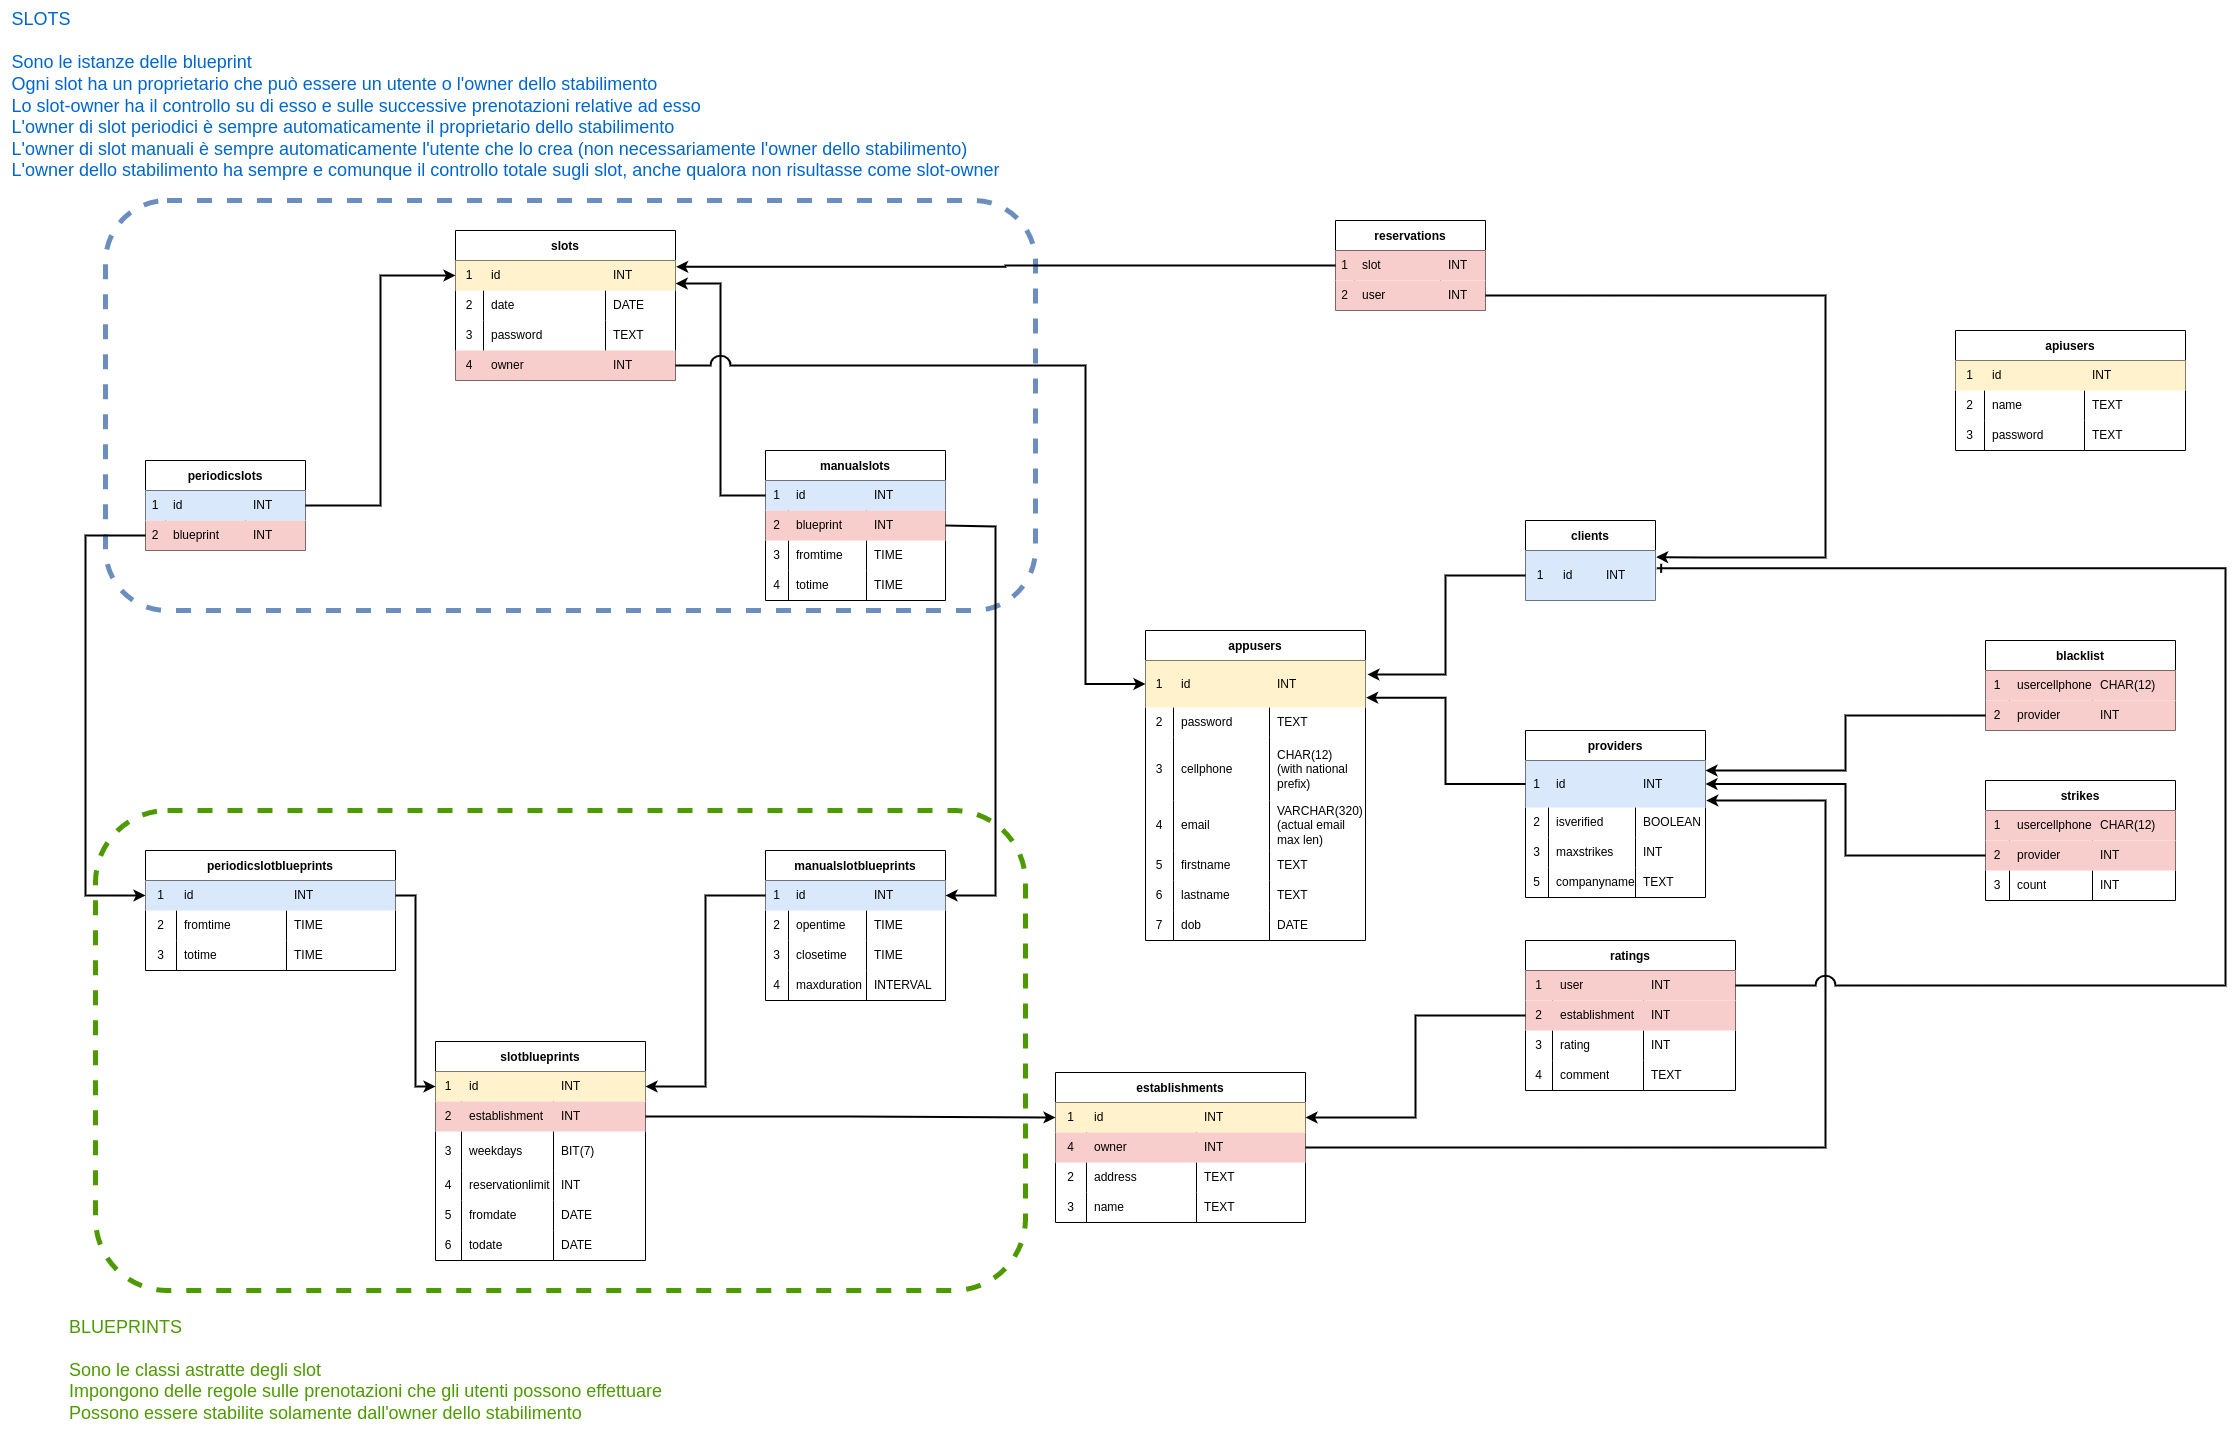 SLOTS
Sono le istanze delle blueprint
Ogni slot ha un proprietario che può essere un utente o l'owner dello stabilimento
Lo slot-owner ha il controllo su di esso e sulle successive prenotazioni relative ad esso
L'owner di slot periodici è sempre automaticamente il proprietario dello stabilimento
L'owner di slot manuali è sempre automaticamente l'utente che lo crea (non necessariamente l'owner dello stabilimento)
L'owner dello stabilimento ha sempre e comunque il controllo totale sugli slot, anche qualora non risultasse come slot-owner
slots
1 id INT
2 date DATE
3 password TEXT
4 owner INT
reservations
1 slot INT
2 user INT
apiusers
1 id INT
2 name TEXT
3 password TEXT
periodicslots
1 id INT
2 blueprint INT
manualslots
1 id INT
2 blueprint INT
3 fromtime TIME
4 totime TIME
clients
1 id INT
appusers
1 id INT
2 password TEXT
3 cellphone CHAR(12)
(with national
prefix)
4 email VARCHAR(320)
(actual email
max len)
5 firstname TEXT
6 lastname TEXT
7 dob DATE
blacklist
1 usercellphone CHAR(12)
2 provider INT
providers
1 id INT
2 isverified BOOLEAN
3 maxstrikes INT
5 companyname TEXT
strikes
1 usercellphone CHAR(12)
2 provider INT
3 count INT
periodicslotblueprints
1 id INT
2 fromtime TIME
3 totime TIME
manualslotblueprints
1 id INT
2 opentime TIME
3 closetime TIME
4 maxduration INTERVAL
ratings
1 user INT
2 establishment INT
3 rating INT
4 comment TEXT
slotblueprints
1 id INT
2 establishment INT
3 weekdays BIT(7)
4 reservationlimit INT
5 fromdate DATE
6 todate DATE
establishments
1 id INT
4 owner INT
2 address TEXT
3 name TEXT
BLUEPRINTS
Sono le classi astratte degli slot
Impongono delle regole sulle prenotazioni che gli utenti possono effettuare
Possono essere stabilite solamente dall'owner dello stabilimento